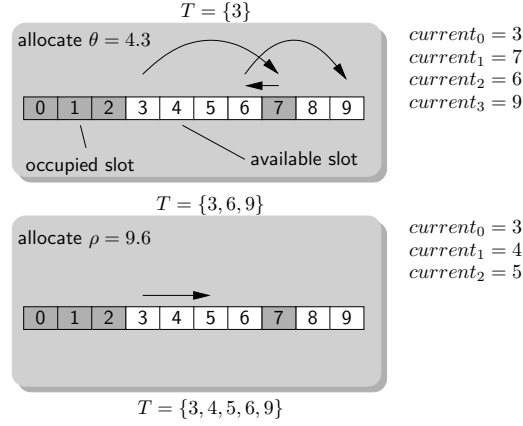 T = {3}
allocate θ = 4.3
0 1 2 3 4 5 6 7 8 9
occupied slot
available slot
current₀ = 3
current₁ = 7
current₂ = 6
current₃ = 9
T = {3, 6, 9}
allocate ρ = 9.6
0 1 2 3 4 5 6 7 8 9
current₀ = 3
current₁ = 4
current₂ = 5
T = {3, 4, 5, 6, 9}